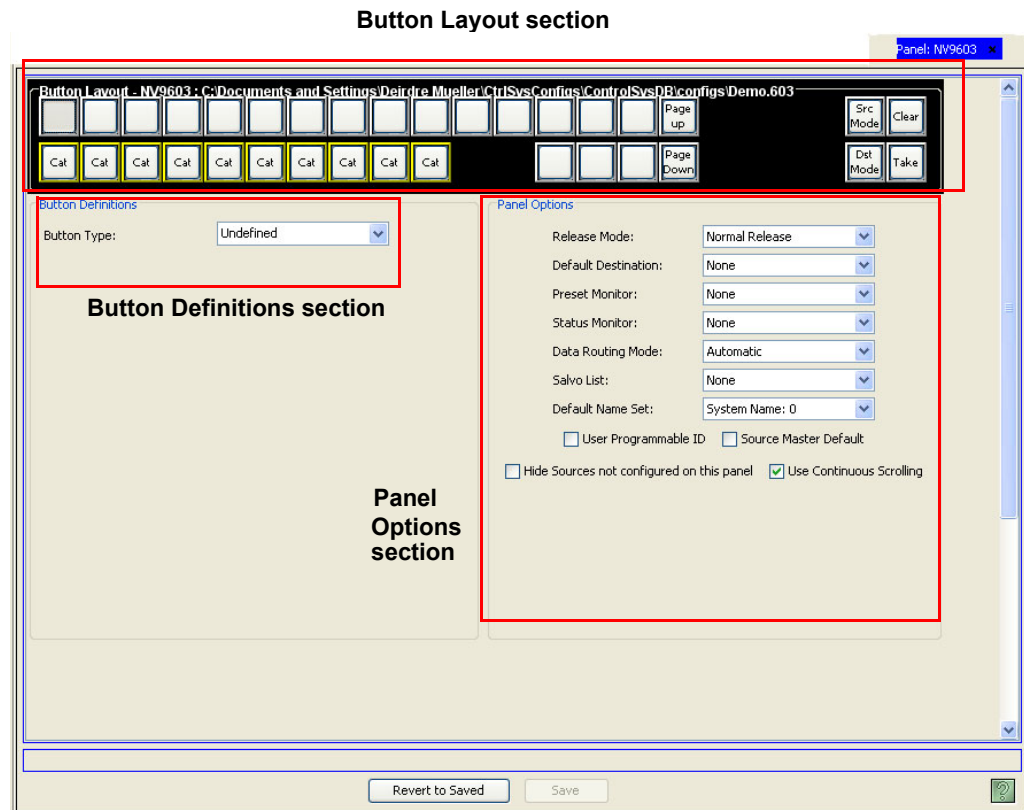 Button Layout section
Panel: NV9603 ×
Button Layout - NV9603 : C:\Documents and Settings\Deirdre Mueller\CtrlSysConfigs\ControlSysDB\configs\Demo.603
Page up
Src Mode
Clear
Cat Cat Cat Cat Cat Cat Cat Cat Cat Cat
Page Down
Dst Mode
Take
Button Definitions
Button Type: Undefined
Button Definitions section
Panel Options
Release Mode: Normal Release
Default Destination: None
Preset Monitor: None
Status Monitor: None
Data Routing Mode: Automatic
Salvo List: None
Default Name Set: System Name: 0
User Programmable ID Source Master Default
Hide Sources not configured on this panel Use Continuous Scrolling
Panel
Options
section
Revert to Saved Save
?